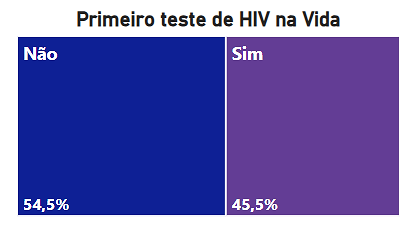 Primeiro teste de HIV na Vida
Não
Sim
54,5%
45,5%